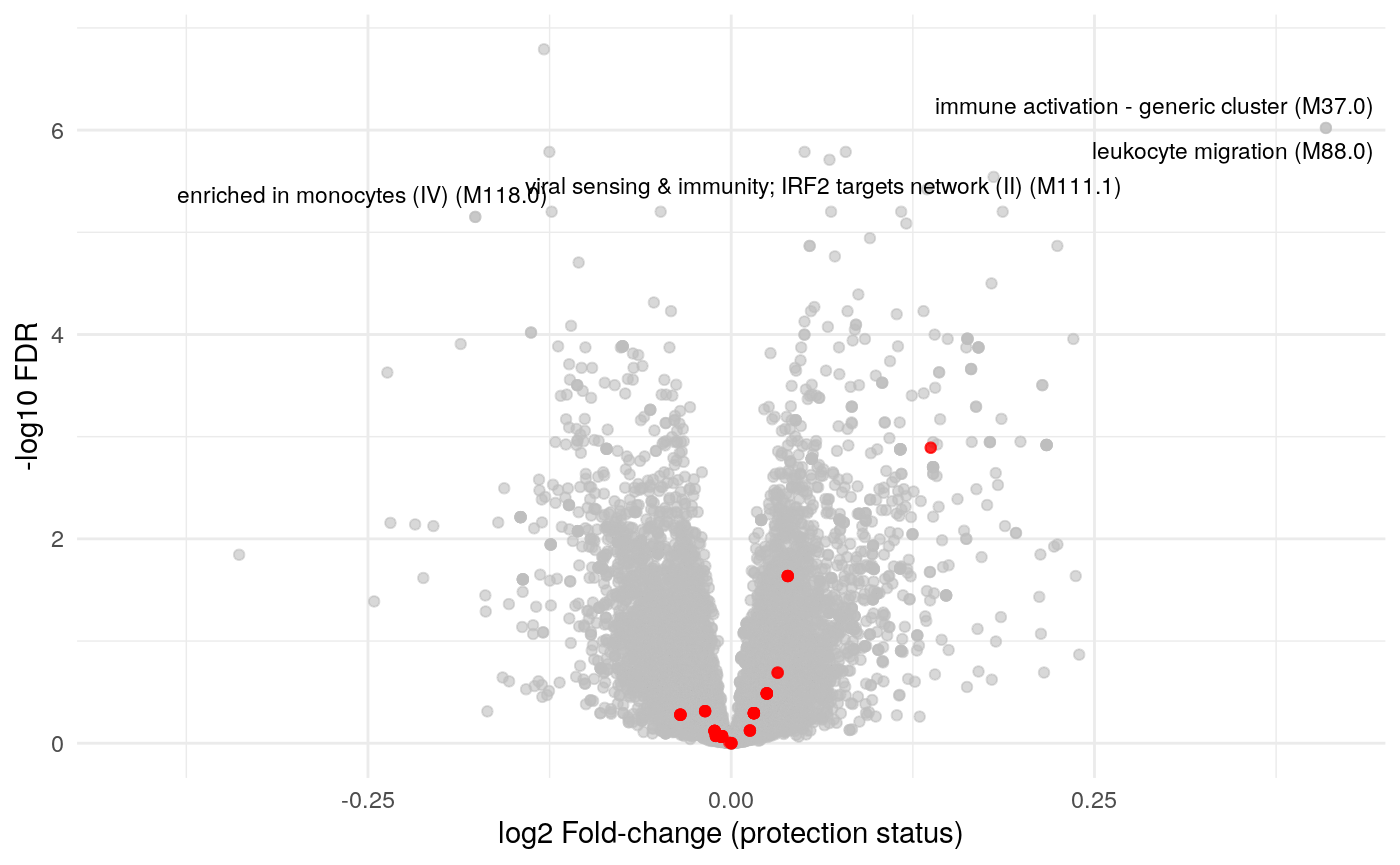 immune activation - generic cluster (M37.0)
leukocyte migration (M88.0)
viral sensing & immunity; IRF2 targets network (II) (M111.1)
enriched in monocytes (IV) (M118.0)
6
4
2
0
-log10 FDR
-0.25
0.00
0.25
log2 Fold-change (protection status)